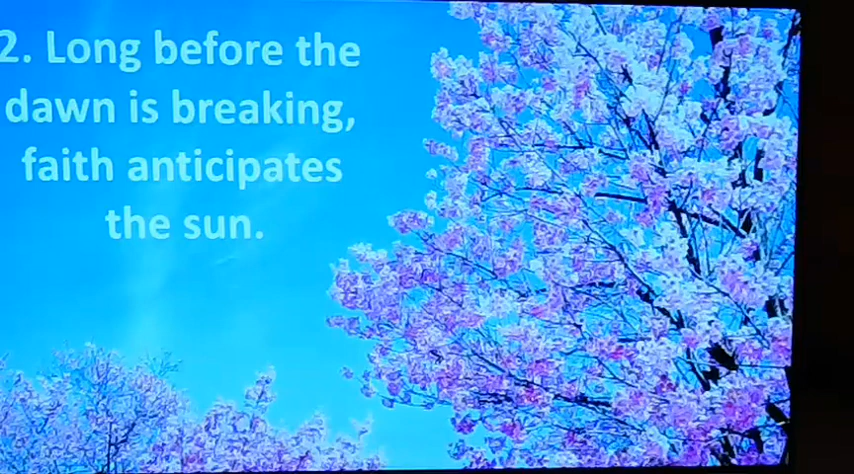 2. Long before the
dawn is breaking,
faith anticipates
the sun.